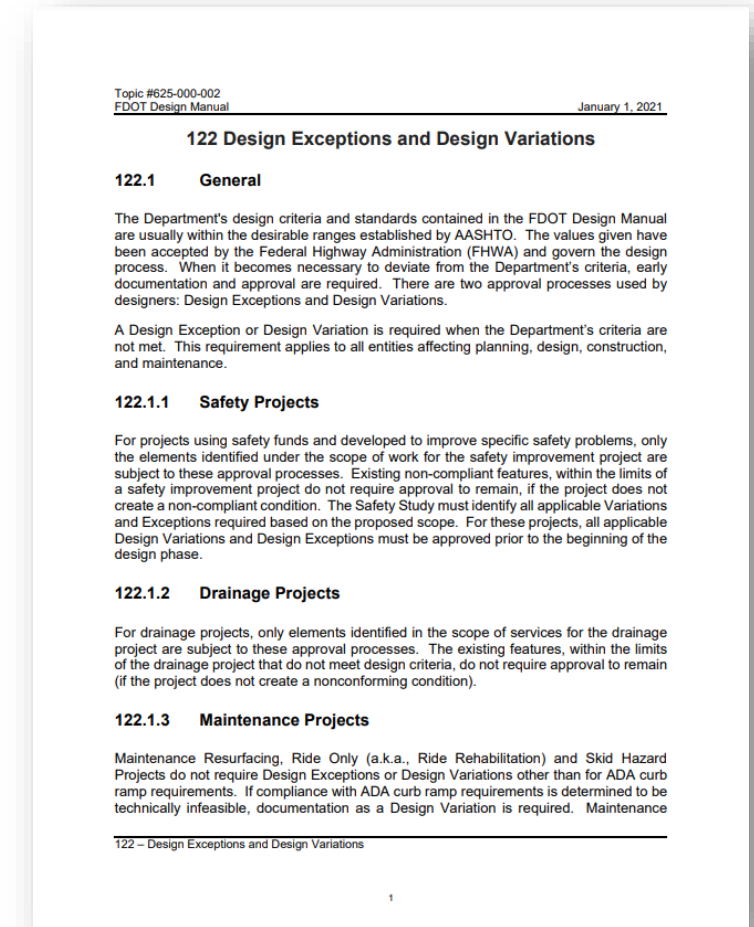 Topic #625-000-002
FDOT Design Manual January 1, 2021
122 Design Exceptions and Design Variations
122.1 General
The Department's design criteria and standards contained in the FDOT Design Manual
are usually within the desirable ranges established by AASHTO. The values given have
been accepted by the Federal Highway Administration (FHWA) and govern the design
process. When it becomes necessary to deviate from the Department's criteria, early
documentation and approval are required. There are two approval processes used by
designers: Design Exceptions and Design Variations.
A Design Exception or Design Variation is required when the Department's criteria are
not met. This requirement applies to all entities affecting planning, design, construction,
and maintenance.
122.1.1 Safety Projects
For projects using safety funds and developed to improve specific safety problems, only
the elements identified under the scope of work for the safety improvement project are
subject to these approval processes. Existing non-compliant features, within the limits of
a safety improvement project do not require approval to remain, if the project does not
create a non-compliant condition. The Safety Study must identify all applicable Variations
and Exceptions required based on the proposed scope. For these projects, all applicable
Design Variations and Design Exceptions must be approved prior to the beginning of the
design phase.
122.1.2 Drainage Projects
For drainage projects, only elements identified in the scope of services for the drainage
project are subject to these approval processes. The existing features, within the limits
of the drainage project that do not meet design criteria, do not require approval to remain
(if the project does not create a nonconforming condition).
122.1.3 Maintenance Projects
Maintenance Resurfacing, Ride Only (a.k.a., Ride Rehabilitation) and Skid Hazard
Projects do not require Design Exceptions or Design Variations other than for ADA curb
ramp requirements. If compliance with ADA curb ramp requirements is determined to be
technically infeasible, documentation as a Design Variation is required. Maintenance
122 – Design Exceptions and Design Variations
1